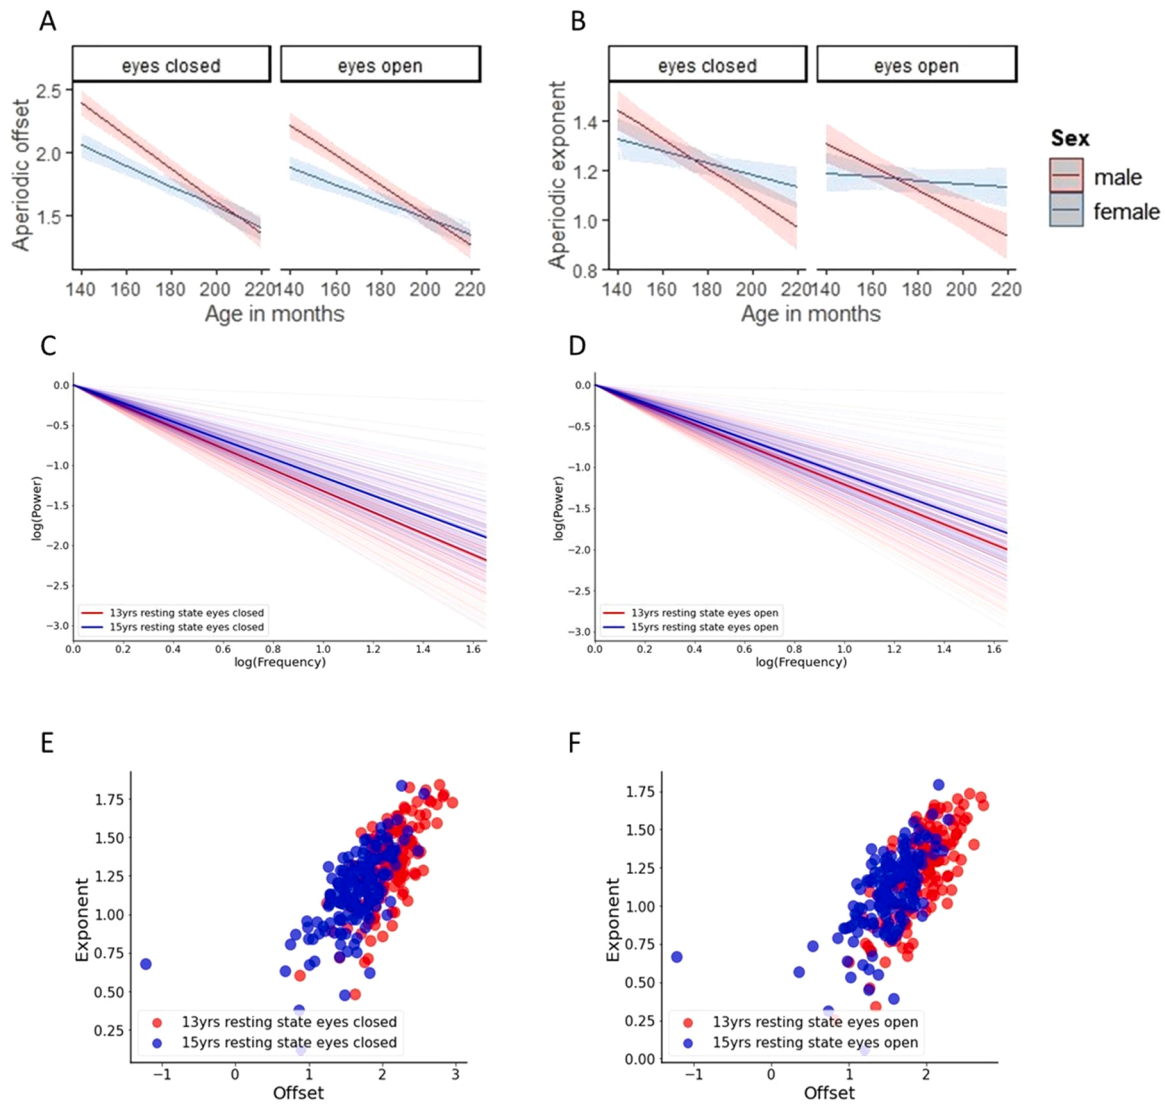 A
B
eyes closed
eyes open
eyes closed
eyes open
Aperiodic offset
2.5
2.0
1.5
140 160 180 200 220
140 160 180 200 220
Age in months
Aperiodic exponent
1.4
1.2
1.0
0.8
140 160 180 200 220
140 160 180 200 220
Age in months
Sex
male
female
C
D
log(Power)
0.0
−0.5
−1.0
−1.5
−2.0
−2.5
−3.0
13yrs resting state eyes closed
15yrs resting state eyes closed
0.0 0.2 0.4 0.6 0.8 1.0 1.2 1.4 1.6
log(Frequency)
log(Power)
0.0
−0.5
−1.0
−1.5
−2.0
−2.5
−3.0
13yrs resting state eyes open
15yrs resting state eyes open
0.0 0.2 0.4 0.6 0.8 1.0 1.2 1.4 1.6
log(Frequency)
E
F
Exponent
1.75
1.50
1.25
1.00
0.75
0.50
0.25
13yrs resting state eyes closed
15yrs resting state eyes closed
−1 0 1 2 3
Offset
Exponent
1.75
1.50
1.25
1.00
0.75
0.50
0.25
0.00
13yrs resting state eyes open
15yrs resting state eyes open
−1 0 1 2
Offset